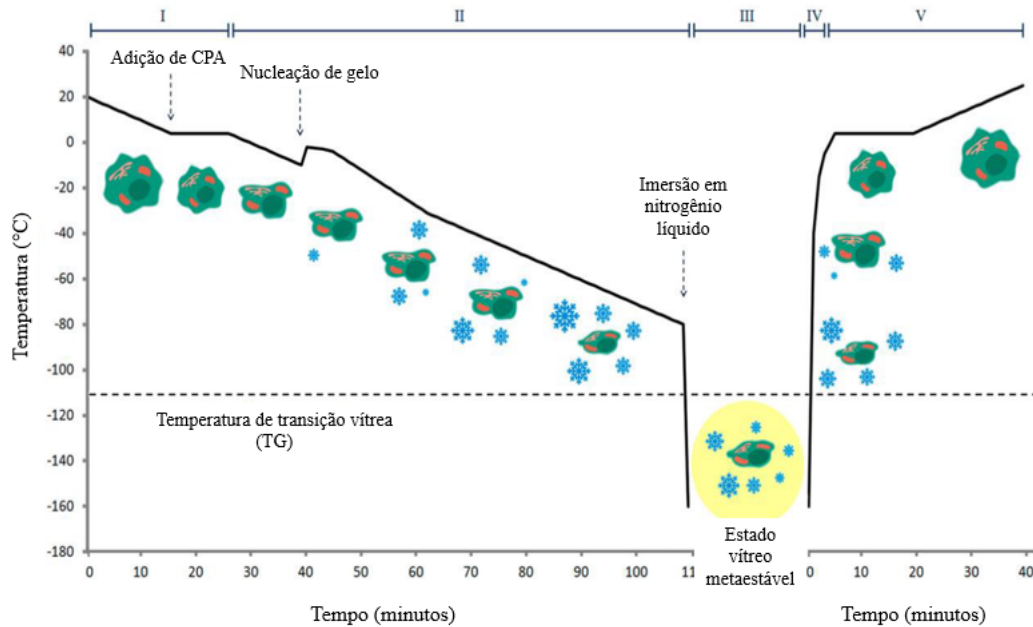 I II III IV V
40
20
0
-20
-40
-60
-80
-100
-120
-140
-160
-180
Temperatura (°C)
Adição de CPA
Nucleação de gelo
Imersão em
nitrogênio
líquido
Temperatura de transição vítrea
(TG)
Estado
vítreo
metaestável
0 10 20 30 40 50 60 70 80 90 100 11
0 10 20 30 40
Tempo (minutos)
Tempo (minutos)